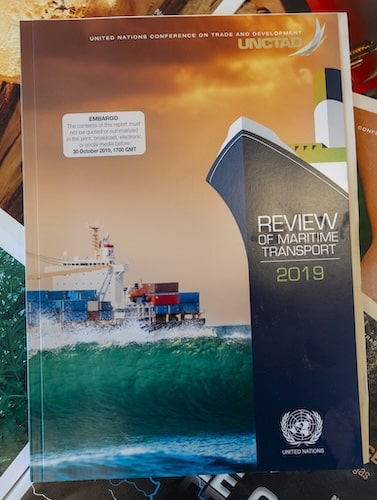 UNITED NATIONS CONFERENCE ON TRADE AND DEVELOPMENT
UNCTAD
EMBARGO
The contents of this report must
not be quoted or summarized
in the print, broadcast, electronic
or social media before
30 October 2019, 1700 GMT
REVIEW
OF MARITIME
TRANSPORT
2019
UNITED NATIONS